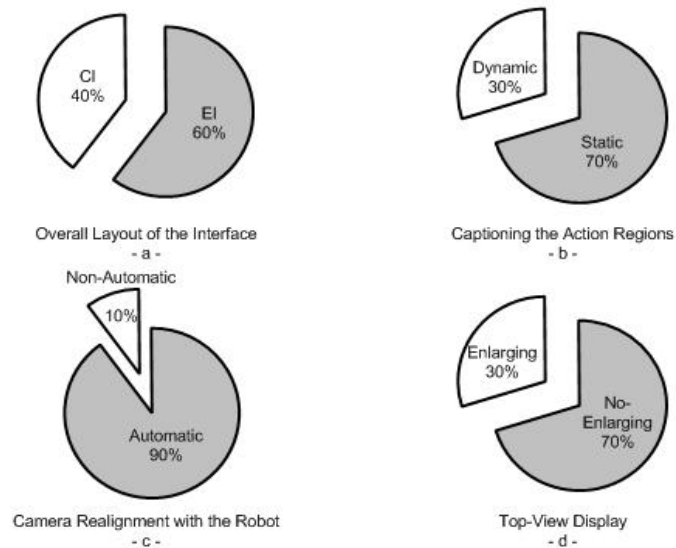 CI
40%
EI
60%
Overall Layout of the Interface
- a -
Dynamic
30%
Static
70%
Captioning the Action Regions
- b -
Non-Automatic
10%
Automatic
90%
Camera Realignment with the Robot
- c -
Enlarging
30%
No-
Enlarging
70%
Top-View Display
- d -